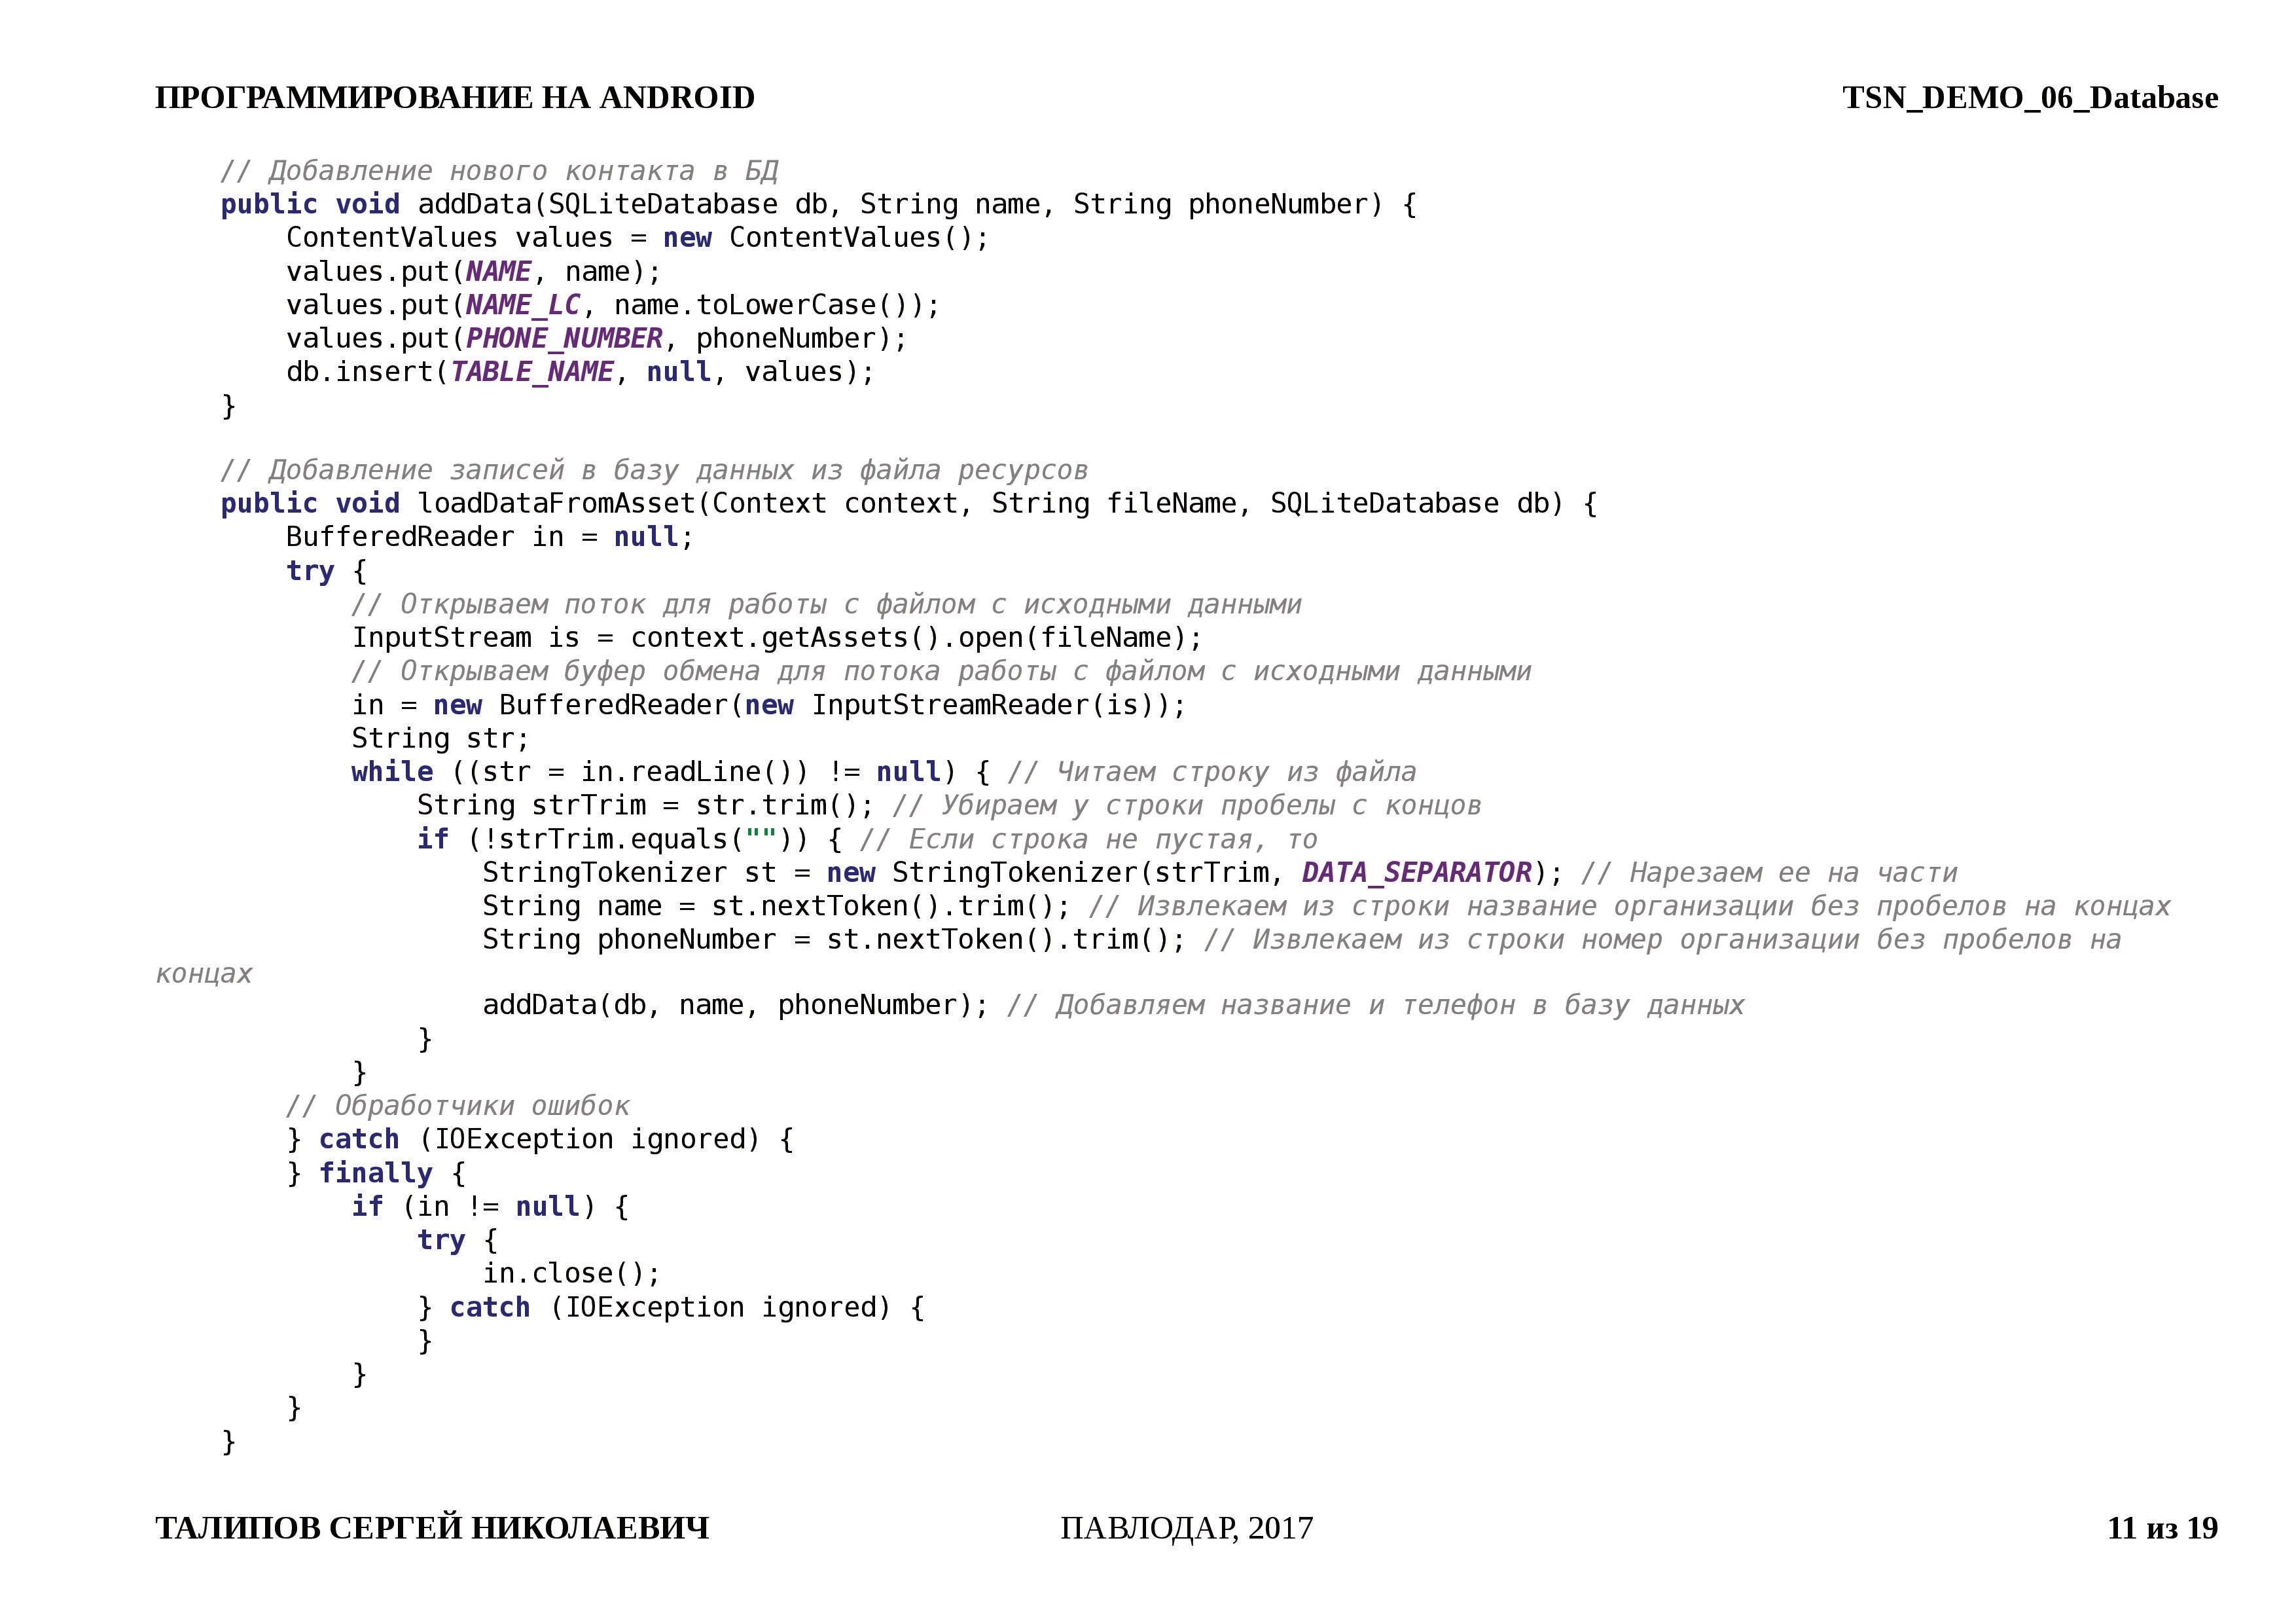 ПРОГРАММИРОВАНИЕ НА ANDROID TSN_DEMO_06_Database
// Добавление нового контакта в БД
public void addData(SQLiteDatabase db, String name, String phoneNumber) {
ContentValues values = new ContentValues();
values.put(NAME, name);
values.put(NAME_LC, name.toLowerCase());
values.put(PHONE_NUMBER, phoneNumber);
db.insert(TABLE_NAME, null, values);
}
// Добавление записей в базу данных из файла ресурсов
public void loadDataFromAsset(Context context, String fileName, SQLiteDatabase db) {
BufferedReader in = null;
try {
// Открываем поток для работы с файлом с исходными данными
InputStream is = context.getAssets().open(fileName);
// Открываем буфер обмена для потока работы с файлом с исходными данными
in = new BufferedReader(new InputStreamReader(is));
String str;
while ((str = in.readLine()) != null) { // Читаем строку из файла
String strTrim = str.trim(); // Убираем у строки пробелы с концов
if (!strTrim.equals("")) { // Если строка не пустая, то
StringTokenizer st = new StringTokenizer(strTrim, DATA_SEPARATOR); // Нарезаем ее на части
String name = st.nextToken().trim(); // Извлекаем из строки название организации без пробелов на концах
String phoneNumber = st.nextToken().trim(); // Извлекаем из строки номер организации без пробелов на
концах
addData(db, name, phoneNumber); // Добавляем название и телефон в базу данных
}
}
// Обработчики ошибок
} catch (IOException ignored) {
} finally {
if (in != null) {
try {
in.close();
} catch (IOException ignored) {
}
}
}
}
ТАЛИПОВ СЕРГЕЙ НИКОЛАЕВИЧ ПАВЛОДАР, 2017 11 из 19